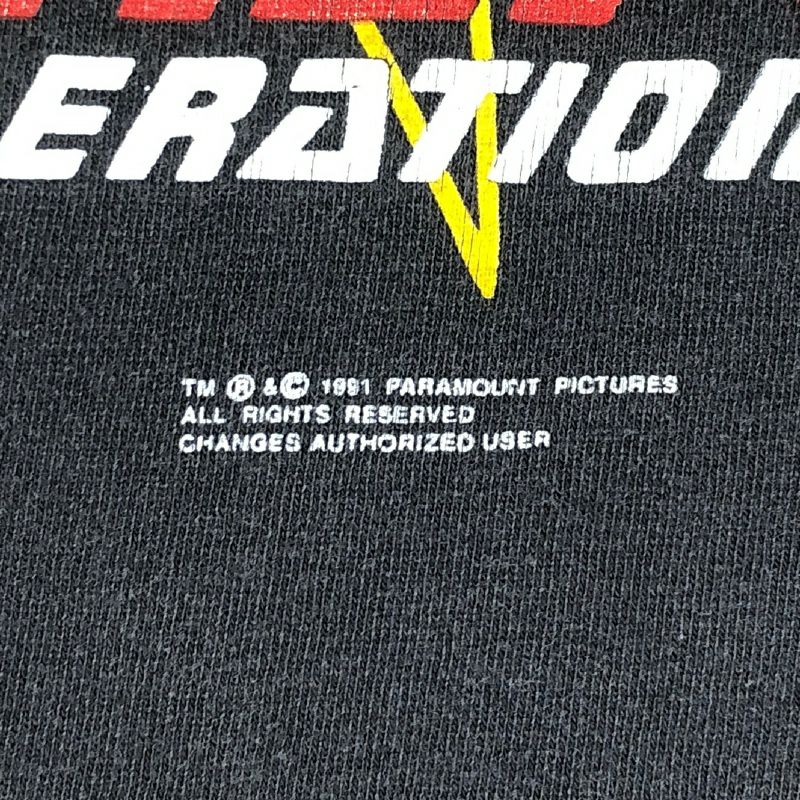 ERATION
TM ® & © 1991 PARAMOUNT PICTURES
ALL RIGHTS RESERVED
CHANGES AUTHORIZED USER